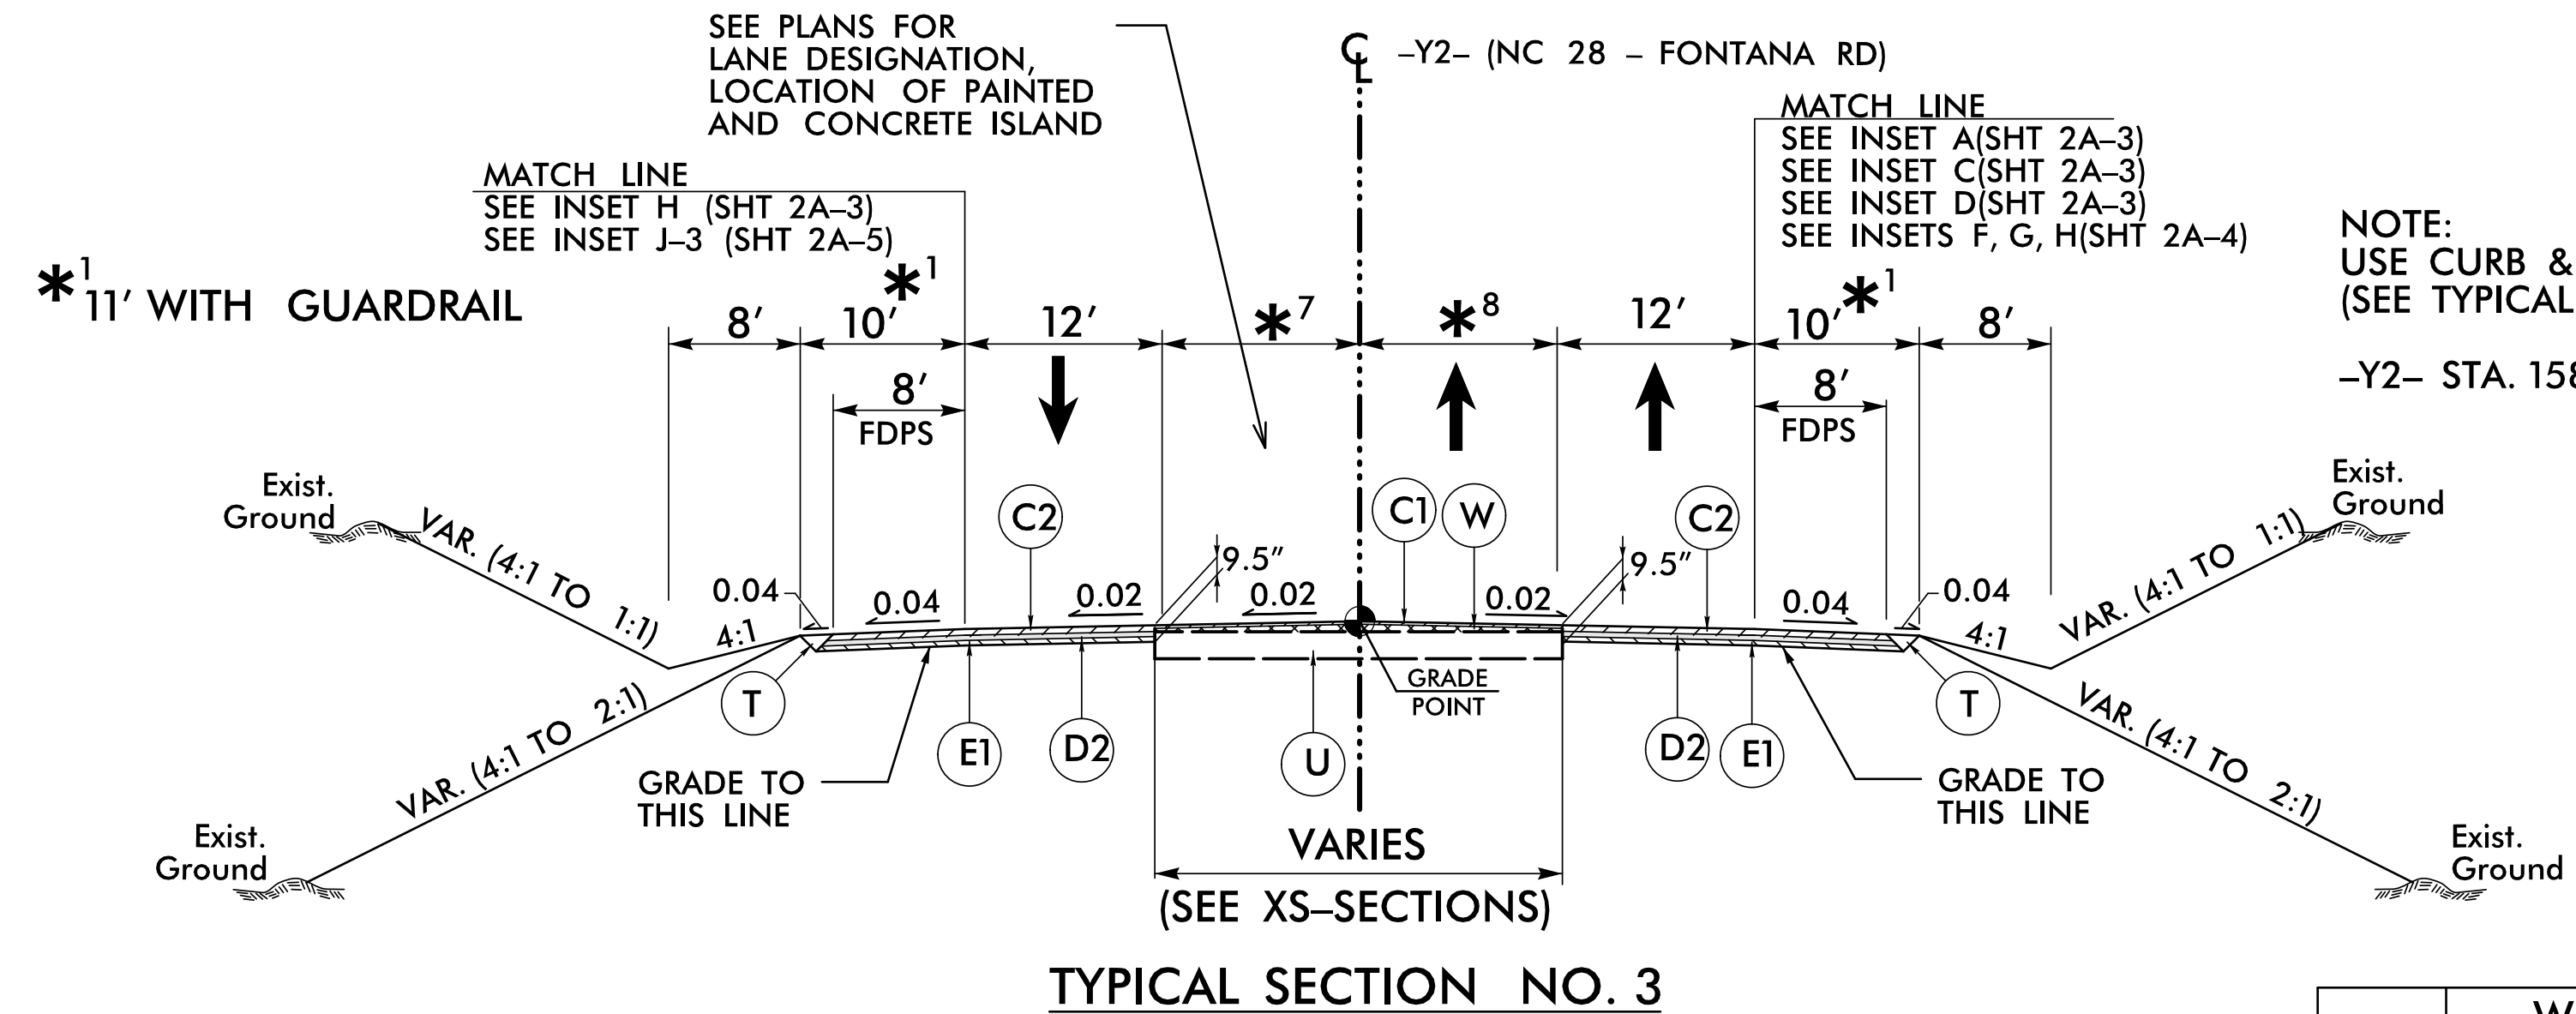 SEE PLANS FOR
LANE DESIGNATION,
LOCATION OF PAINTED
AND CONCRETE ISLAND
℄ –Y2– (NC 28 – FONTANA RD)
MATCH LINE
SEE INSET H (SHT 2A–3)
SEE INSET J–3 (SHT 2A–5)
MATCH LINE
SEE INSET A(SHT 2A–3)
SEE INSET C(SHT 2A–3)
SEE INSET D(SHT 2A–3)
SEE INSETS F, G, H(SHT 2A–4)
NOTE:
USE CURB &
(SEE TYPICAL
–Y2– STA. 158
*1 11' WITH GUARDRAIL
8' 10' *1 12' *7 *8 12' 10' *1 8'
8'
FDPS
8'
FDPS
Exist.
Ground
VAR. (4:1 TO 1:1)
C2
C1
W
C2
Exist.
Ground
VAR. (4:1 TO 1:1)
0.04 0.04 0.02 9.5" 0.02 0.02 9.5" 0.04 0.04
4:1
4:1
VAR. (4:1 TO 2:1)
T
E1
D2
U
GRADE
POINT
D2
E1
T
VAR. (4:1 TO 2:1)
GRADE TO
THIS LINE
GRADE TO
THIS LINE
Exist.
Ground
Exist.
Ground
VARIES
(SEE XS–SECTIONS)
TYPICAL SECTION NO. 3